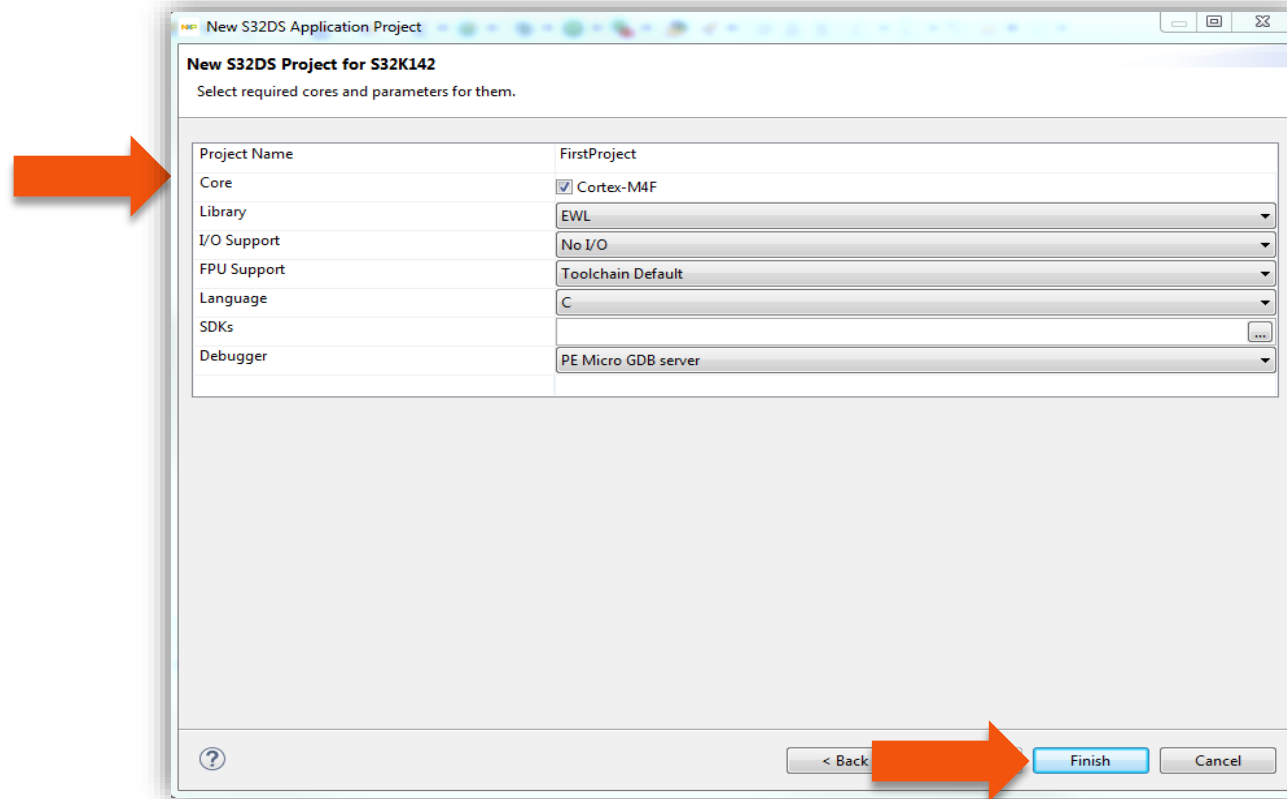 NXP New S32DS Application Project
New S32DS Project for S32K142
Select required cores and parameters for them.
Project Name FirstProject
Core Cortex-M4F
Library EWL
I/O Support No I/O
FPU Support Toolchain Default
Language C
SDKs ...
Debugger PE Micro GDB server
? < Back Finish Cancel